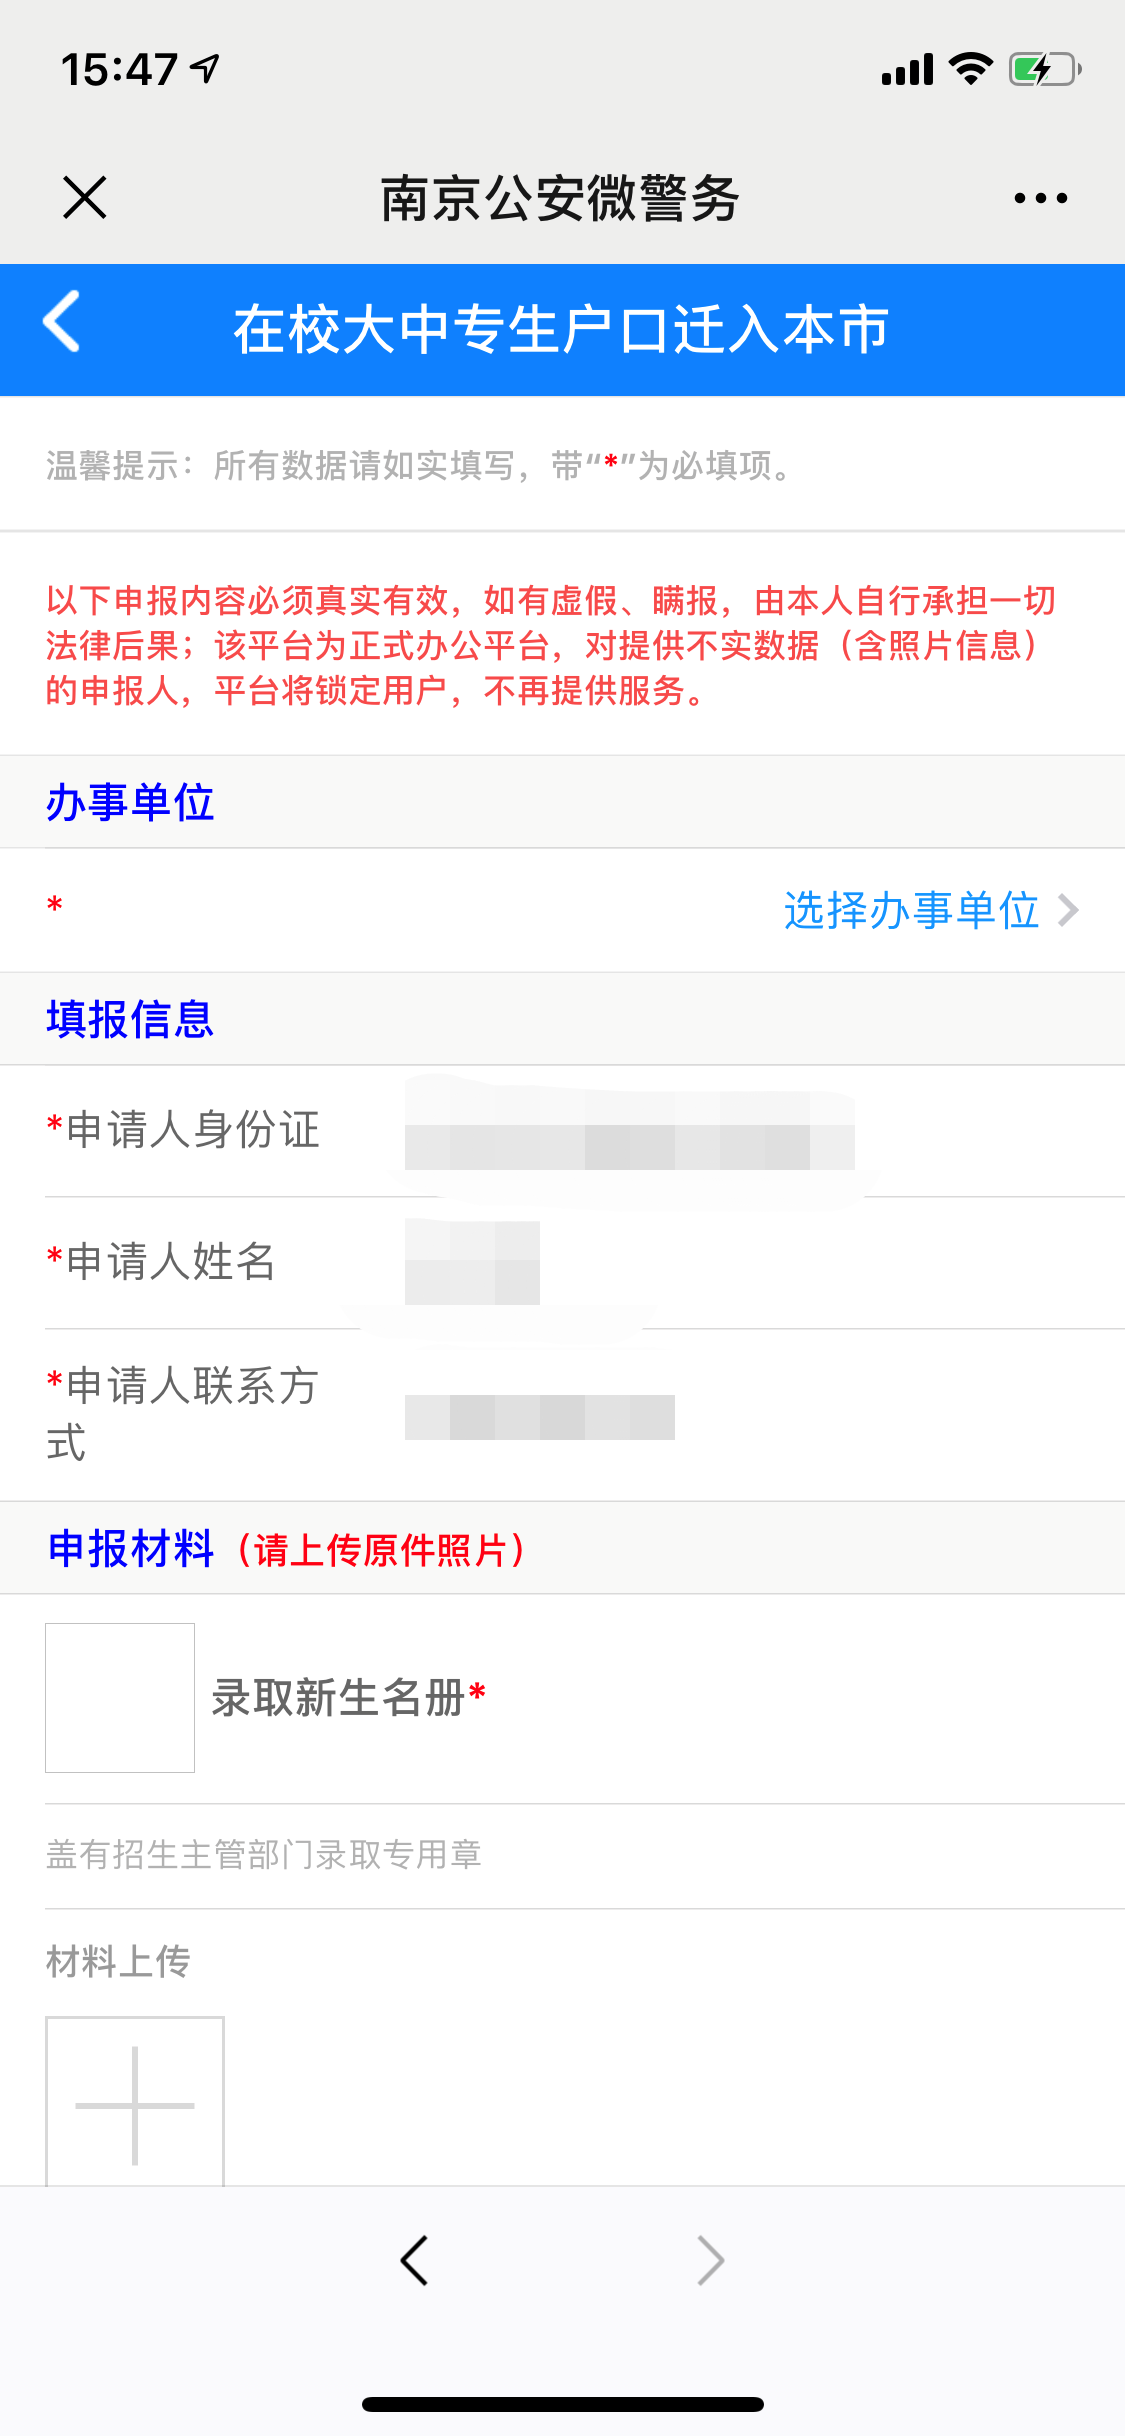 15:47
南京公安微警务
在校大中专生户口迁入本市
温馨提示：所有数据请如实填写，带“*”为必填项。
以下申报内容必须真实有效，如有虚假、瞒报，由本人自行承担一切
法律后果；该平台为正式办公平台，对提供不实数据（含照片信息）
的申报人，平台将锁定用户，不再提供服务。
办事单位
* 选择办事单位
填报信息
*申请人身份证
*申请人姓名
*申请人联系方
式
申报材料（请上传原件照片）
录取新生名册*
盖有招生主管部门录取专用章
材料上传